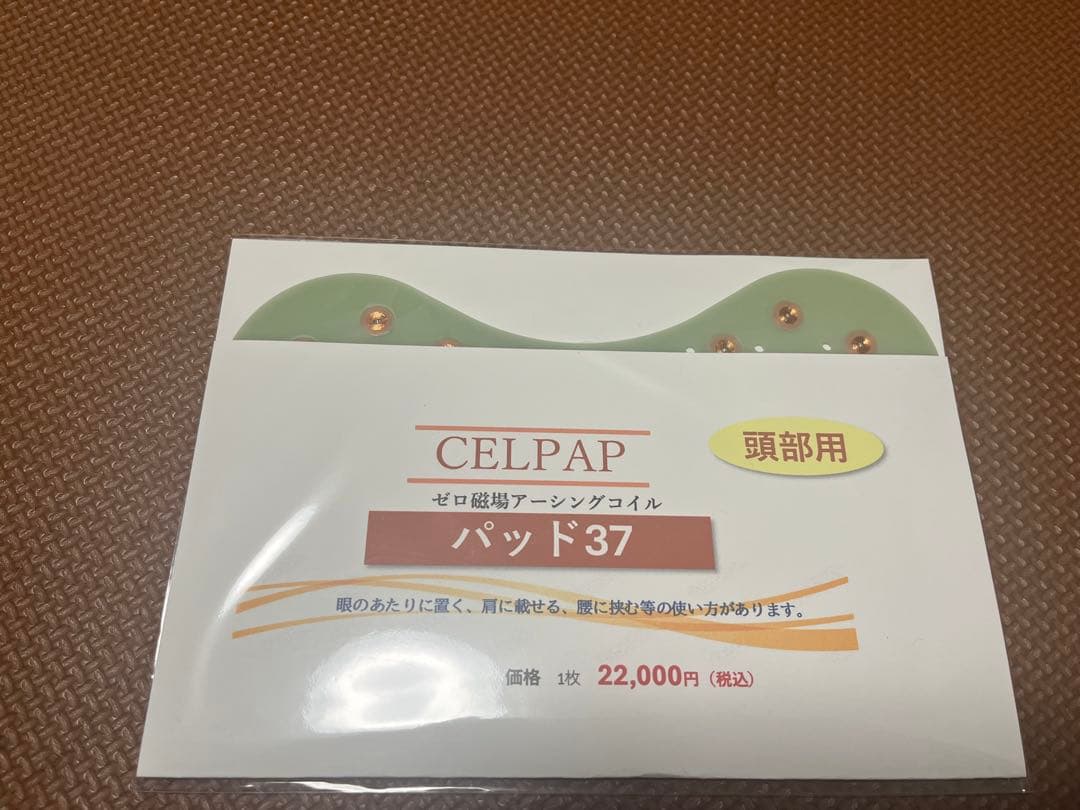 CELPAP
頭部用
ゼロ磁場アーシングコイル
パッド37
眼のあたりに置く、肩に載せる、腰に挟む等の使い方があります。
価格 1枚 22,000円（税込）